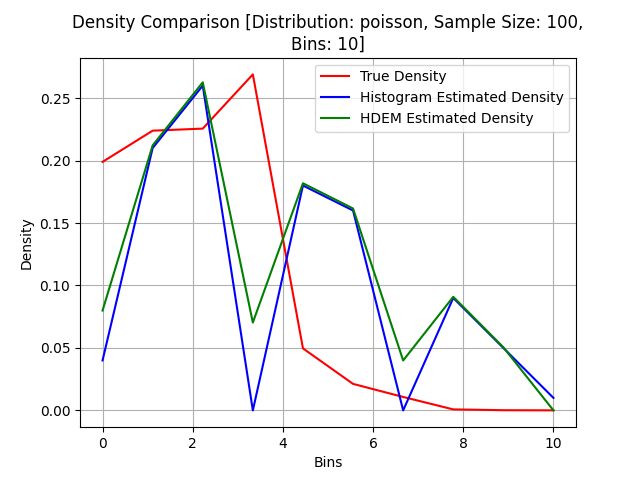 Density Comparison [Distribution: poisson, Sample Size: 100,
Bins: 10]
True Density
Histogram Estimated Density
HDEM Estimated Density
Density
0.25
0.20
0.15
0.10
0.05
0.00
0 2 4 6 8 10
Bins